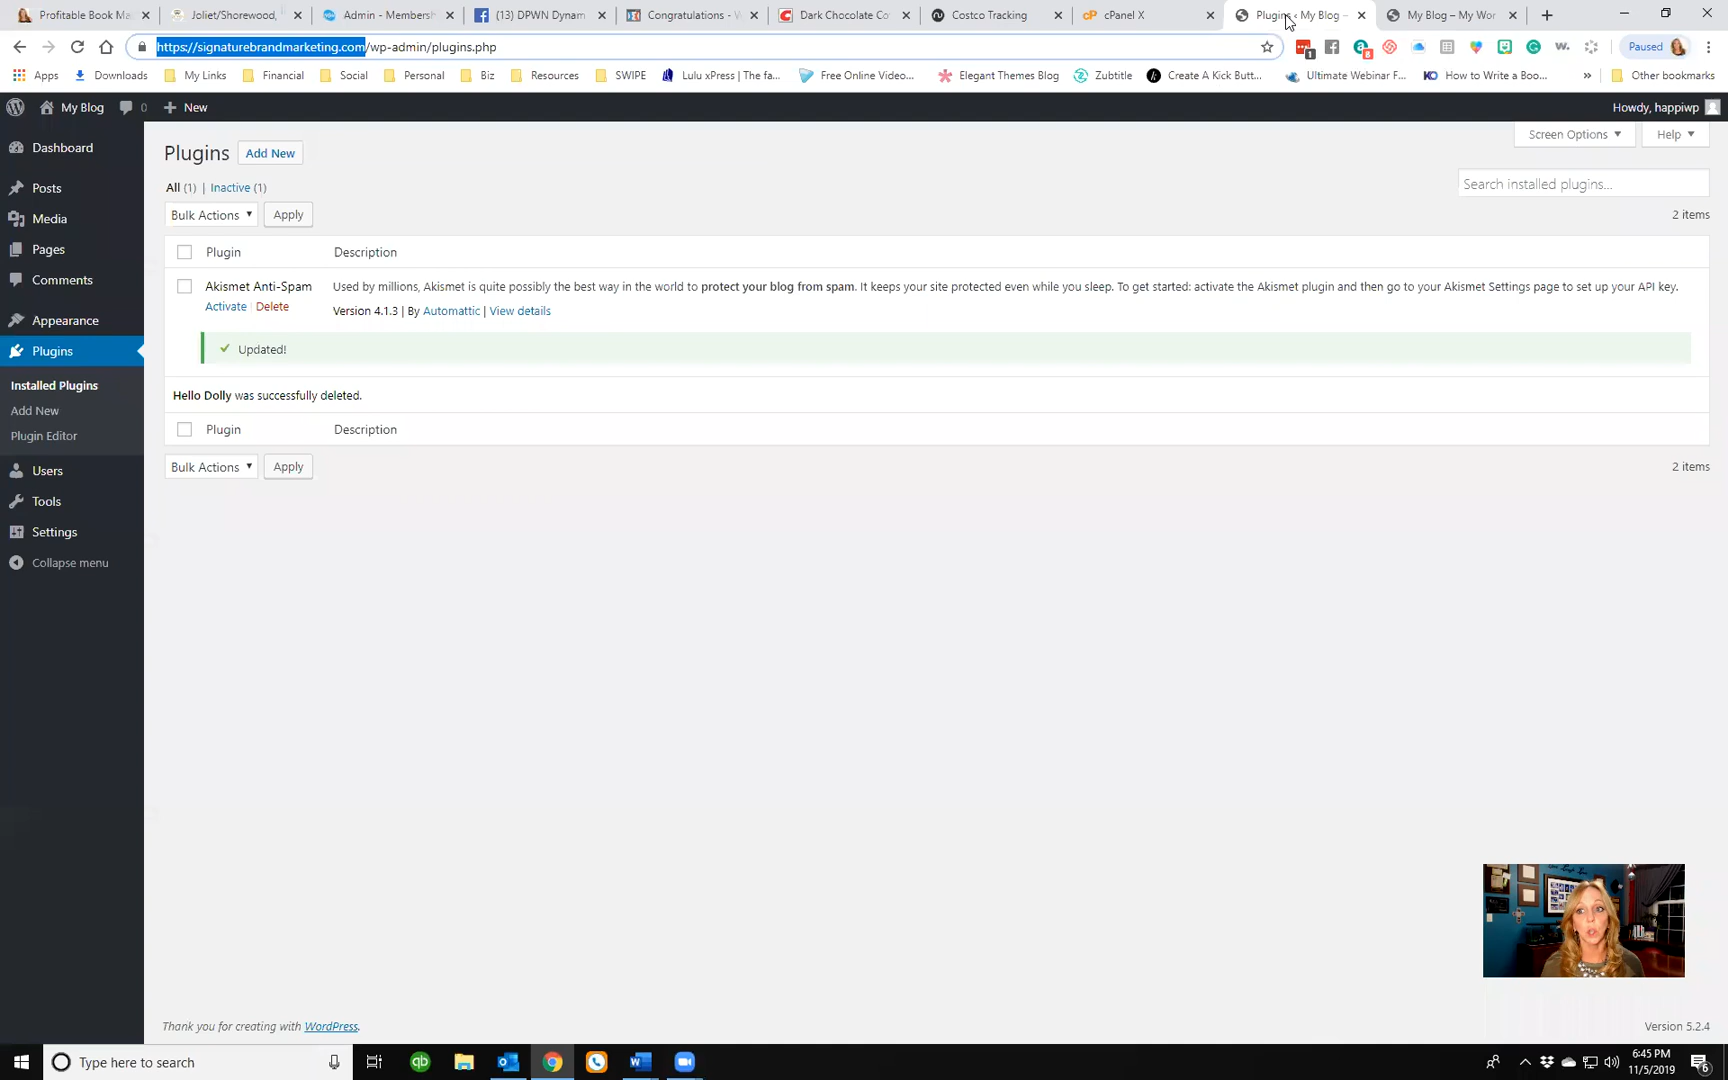 Profitable Book Ma
Joliet/Shorewood,
Admin - Membersh
(13) DPWN Dynam
Congratulations - W
Dark Chocolate Co
Costco Tracking
cPanel X
Plugins ‹ My Blog –
My Blog – My Wor
https://signaturebrandmarketing.com/wp-admin/plugins.php
Paused
Apps
Downloads
My Links
Financial
Social
Personal
Biz
Resources
SWIPE
Lulu xPress | The fa...
Free Online Video...
Elegant Themes Blog
Zubtitle
Create A Kick Butt...
Ultimate Webinar F...
How to Write a Boo...
»
Other bookmarks
My Blog
0
New
Howdy, happiwp
Dashboard
Posts
Media
Pages
Comments
Appearance
Plugins
Installed Plugins
Add New
Plugin Editor
Users
Tools
Settings
Collapse menu
Screen Options
Help
Plugins Add New
All (1) | Inactive (1)
Search installed plugins...
Bulk Actions Apply
2 items
Plugin Description
Akismet Anti-Spam
Used by millions, Akismet is quite possibly the best way in the world to protect your blog from spam. It keeps your site protected even while you sleep. To get started: activate the Akismet plugin and then go to your Akismet Settings page to set up your API key.
Activate | Delete
Version 4.1.3 | By Automattic | View details
Updated!
Hello Dolly was successfully deleted.
Plugin Description
Bulk Actions Apply
2 items
Thank you for creating with WordPress.
Version 5.2.4
Type here to search
6:45 PM
11/5/2019
6